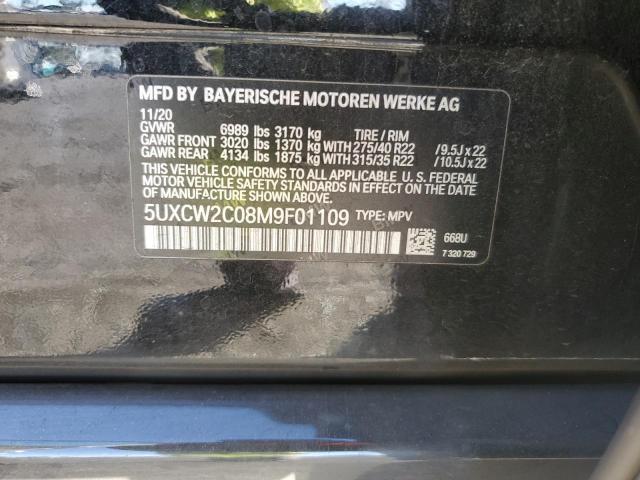 MFD BY BAYERISCHE MOTOREN WERKE AG
11/20
GVWR 6989 lbs 3170 kg TIRE / RIM
GAWR FRONT 3020 lbs 1370 kg WITH 275/40 R22 / 9.5J x 22
GAWR REAR 4134 lbs 1875 kg WITH 315/35 R22 / 10.5J x 22
THIS VEHICLE CONFORMS TO ALL APPLICABLE U. S. FEDERAL
MOTOR VEHICLE SAFETY STANDARDS IN EFFECT ON THE
DATE OF MANUFACTURE SHOWN ABOVE.
5UXCW2C08M9F01109 TYPE: MPV
668U
7 320 729